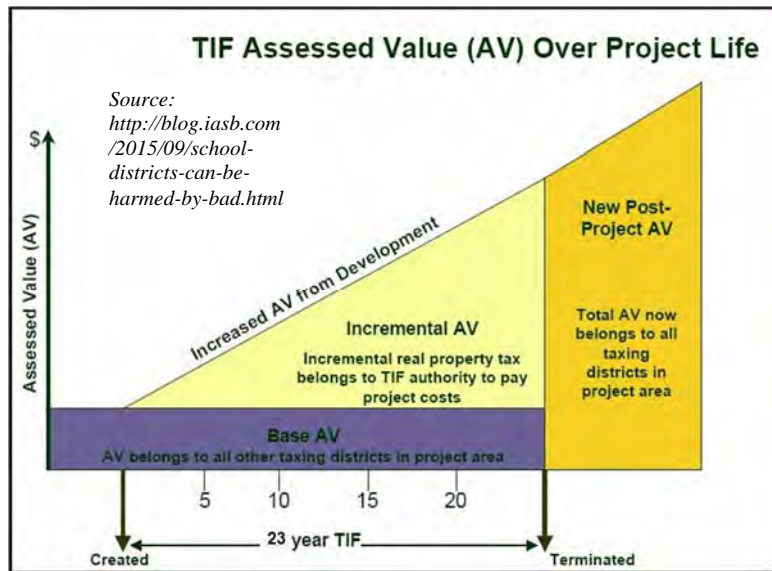 TIF Assessed Value (AV) Over Project Life
Source:
http://blog.iasb.com
/2015/09/school-
districts-can-be-
harmed-by-bad.html
$
Assessed Value (AV)
Increased AV from Development
New Post-
Project AV
Incremental AV
Incremental real property tax
belongs to TIF authority to pay
project costs
Total AV now
belongs to all
taxing
districts in
project area
Base AV
AV belongs to all other taxing districts in project area
5 10 15 20
23 year TIF
Created
Terminated